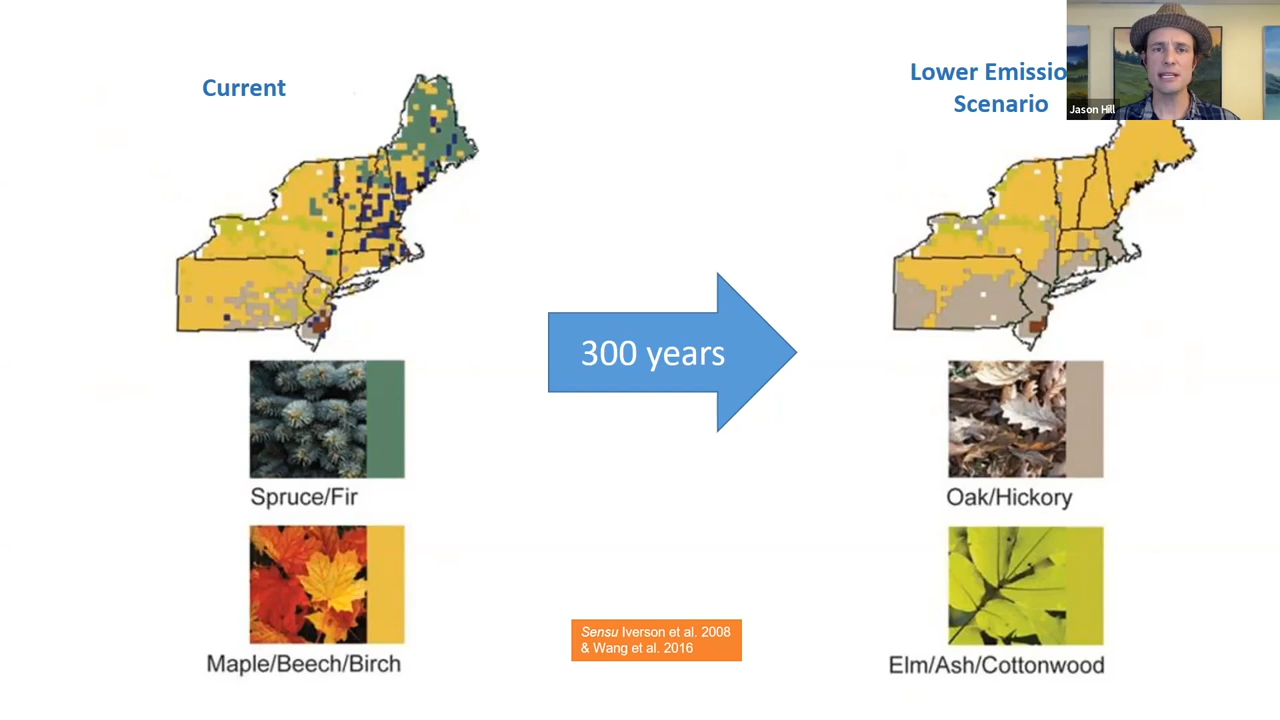 Current
Lower Emissio
Scenario
Jason Hill
300 years
Spruce/Fir
Oak/Hickory
Sensu Iverson et al. 2008
& Wang et al. 2016
Maple/Beech/Birch
Elm/Ash/Cottonwood